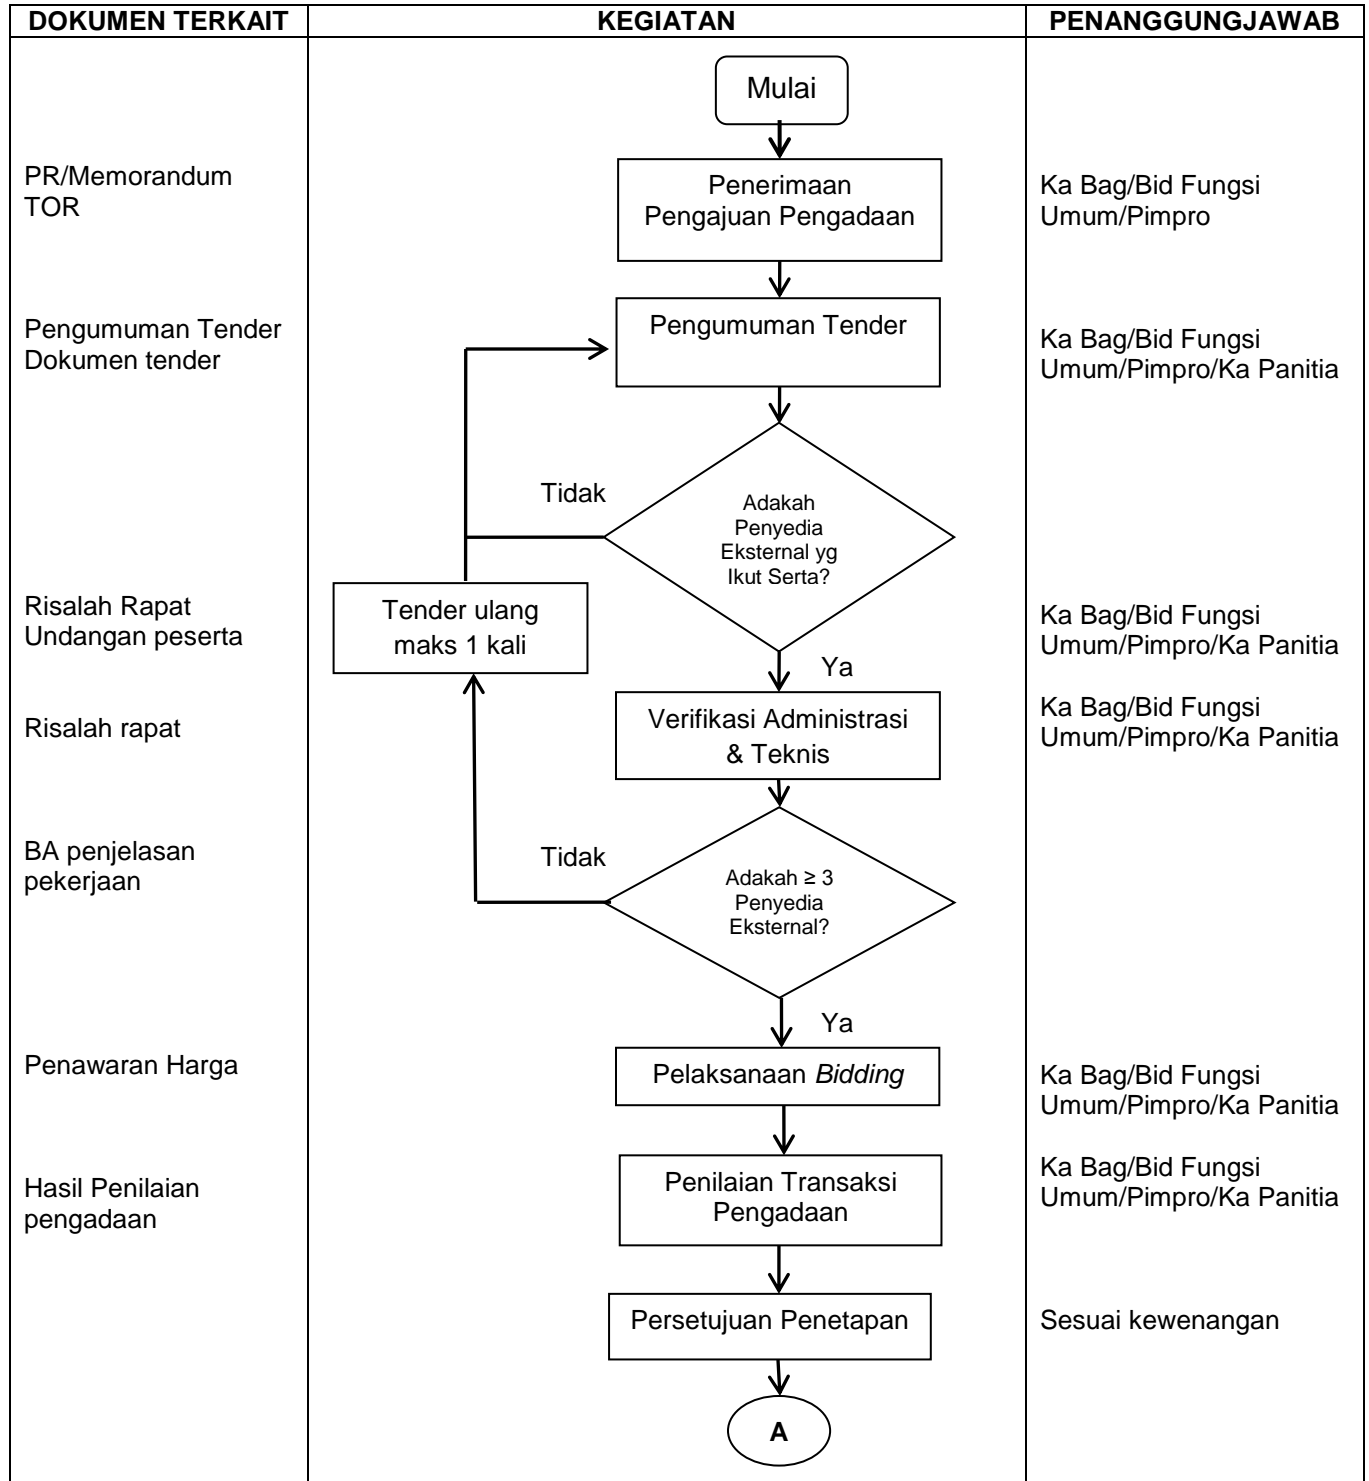 DOKUMEN TERKAIT
KEGIATAN
PENANGGUNGJAWAB
Mulai
PR/Memorandum
TOR
Penerimaan
Pengajuan Pengadaan
Ka Bag/Bid Fungsi
Umum/Pimpro
Pengumuman Tender
Dokumen tender
Pengumuman Tender
Ka Bag/Bid Fungsi
Umum/Pimpro/Ka Panitia
Tidak
Adakah
Penyedia
Eksternal yg
Ikut Serta?
Risalah Rapat
Undangan peserta
Tender ulang
maks 1 kali
Ka Bag/Bid Fungsi
Umum/Pimpro/Ka Panitia
Ya
Risalah rapat
Verifikasi Administrasi
& Teknis
Ka Bag/Bid Fungsi
Umum/Pimpro/Ka Panitia
BA penjelasan
pekerjaan
Tidak
Adakah ≥ 3
Penyedia
Eksternal?
Ya
Penawaran Harga
Pelaksanaan Bidding
Ka Bag/Bid Fungsi
Umum/Pimpro/Ka Panitia
Hasil Penilaian
pengadaan
Penilaian Transaksi
Pengadaan
Ka Bag/Bid Fungsi
Umum/Pimpro/Ka Panitia
Persetujuan Penetapan
Sesuai kewenangan
A